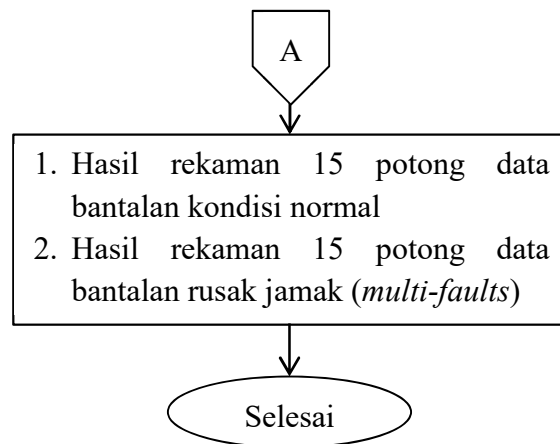 A
1. Hasil rekaman 15 potong data
bantalan kondisi normal
2. Hasil rekaman 15 potong data
bantalan rusak jamak (multi-faults)
Selesai